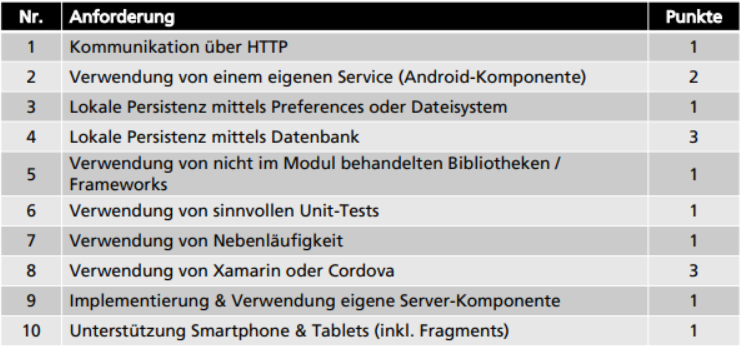 Nr. Anforderung Punkte
1 Kommunikation über HTTP 1
2 Verwendung von einem eigenen Service (Android-Komponente) 2
3 Lokale Persistenz mittels Preferences oder Dateisystem 1
4 Lokale Persistenz mittels Datenbank 3
5 Verwendung von nicht im Modul behandelten Bibliotheken / 1
Frameworks
6 Verwendung von sinnvollen Unit-Tests 1
7 Verwendung von Nebenläufigkeit 1
8 Verwendung von Xamarin oder Cordova 3
9 Implementierung & Verwendung eigene Server-Komponente 1
10 Unterstützung Smartphone & Tablets (inkl. Fragments) 1